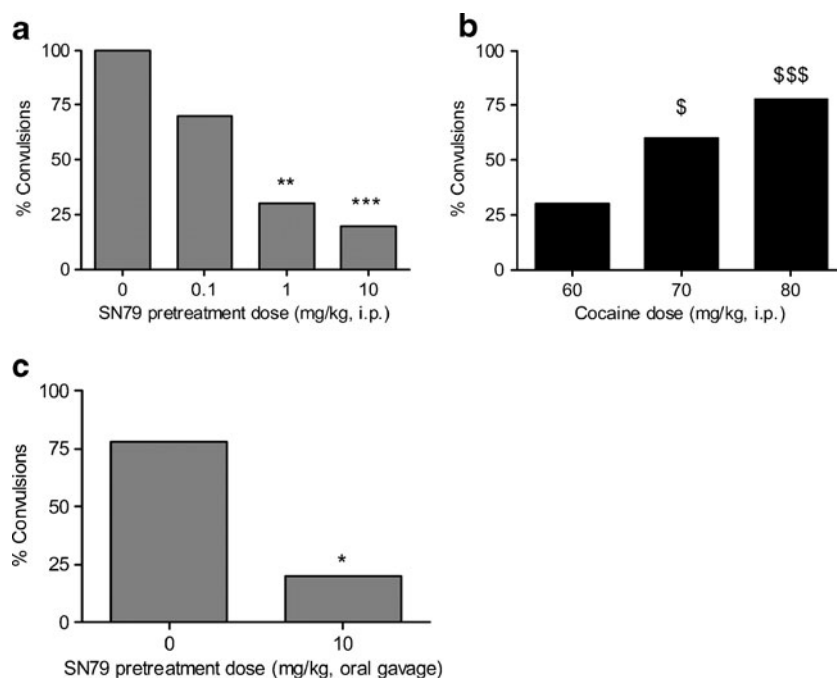 a
% Convulsions
100
75
50
25
0
**
***
0 0.1 1 10
SN79 pretreatment dose (mg/kg, i.p.)
b
% Convulsions
100
75
50
25
0
$
$$$
60 70 80
Cocaine dose (mg/kg, i.p.)
c
% Convulsions
100
75
50
25
0
*
0 10
SN79 pretreatment dose (mg/kg, oral gavage)